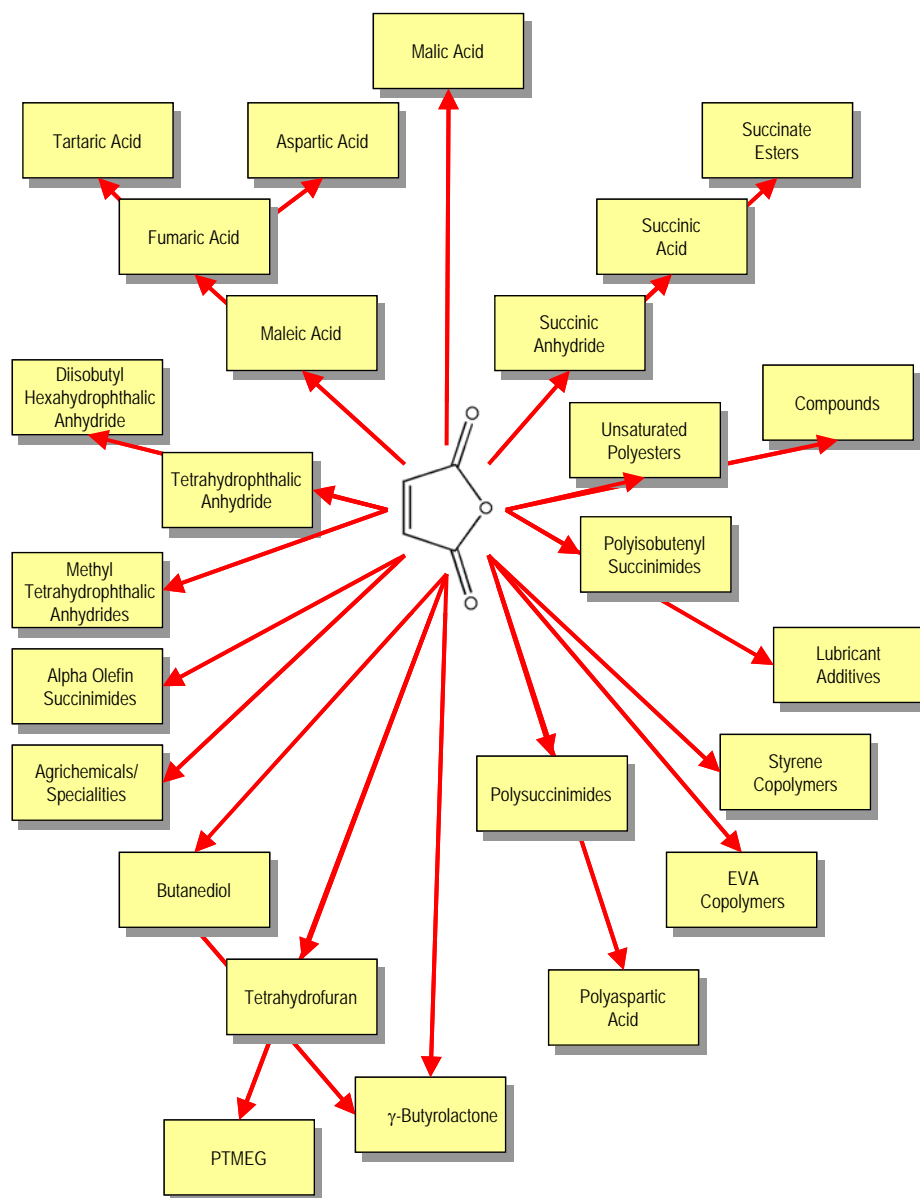 Malic Acid
Tartaric Acid
Aspartic Acid
Succinate
Esters
Fumaric Acid
Succinic
Acid
Maleic Acid
Succinic
Anhydride
Diisobutyl
Hexahydrophthalic
Anhydride
Compounds
Unsaturated
Polyesters
Tetrahydrophthalic
Anhydride
O
O
O
Polyisobutenyl
Succinimides
Methyl
Tetrahydrophthalic
Anhydrides
Alpha Olefin
Succinimides
Lubricant
Additives
Agrichemicals/
Specialities
Polysuccinimides
Styrene
Copolymers
Butanediol
EVA
Copolymers
Tetrahydrofuran
Polyaspartic
Acid
γ-Butyrolactone
PTMEG